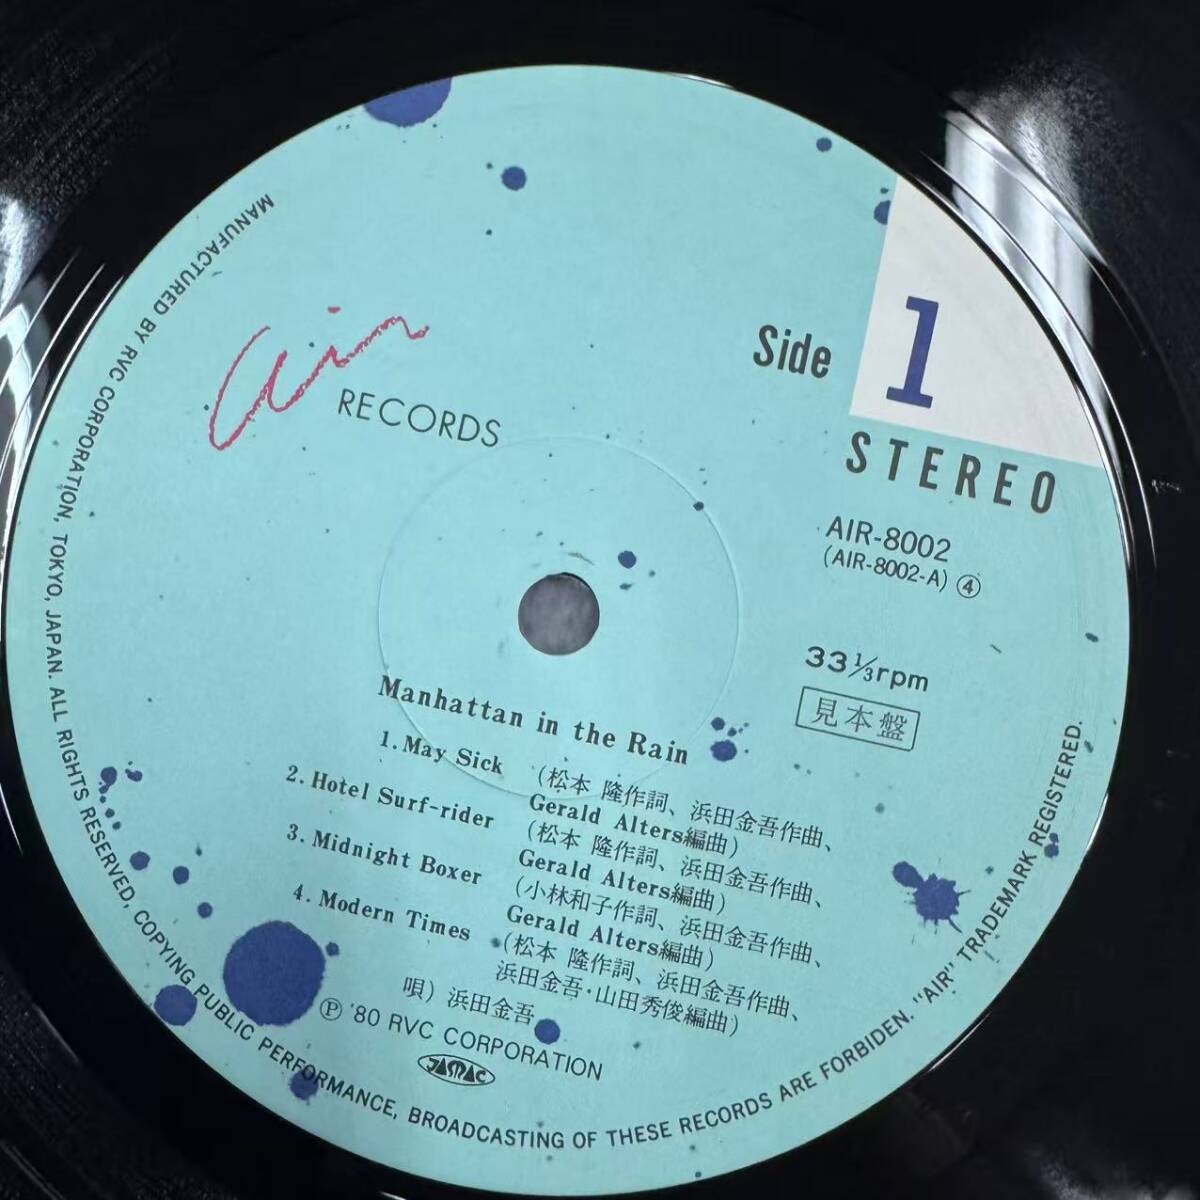 air
RECORDS
Side 1
STEREO
AIR-8002
(AIR-8002-A) ④
33 1/3 rpm
見本盤
Manhattan in the Rain
1. May Sick (松本 隆作詞、浜田金吾作曲、
Gerald Alters編曲)
2. Hotel Surf-rider (松本 隆作詞、浜田金吾作曲、
Gerald Alters編曲)
3. Midnight Boxer (小林和子作詞、浜田金吾作曲、
Gerald Alters編曲)
4. Modern Times (松本 隆作詞、浜田金吾作曲、
浜田金吾・山田秀俊編曲)
唄) 浜田金吾
Ⓟ '80 RVC CORPORATION
JASRAC
MANUFACTURED BY RVC CORPORATION, TOKYO, JAPAN. ALL RIGHTS RESERVED, COPYING PUBLIC PERFORMANCE, BROADCASTING OF THESE RECORDS ARE FORBIDEN. "AIR" TRADEMARK REGISTERED.